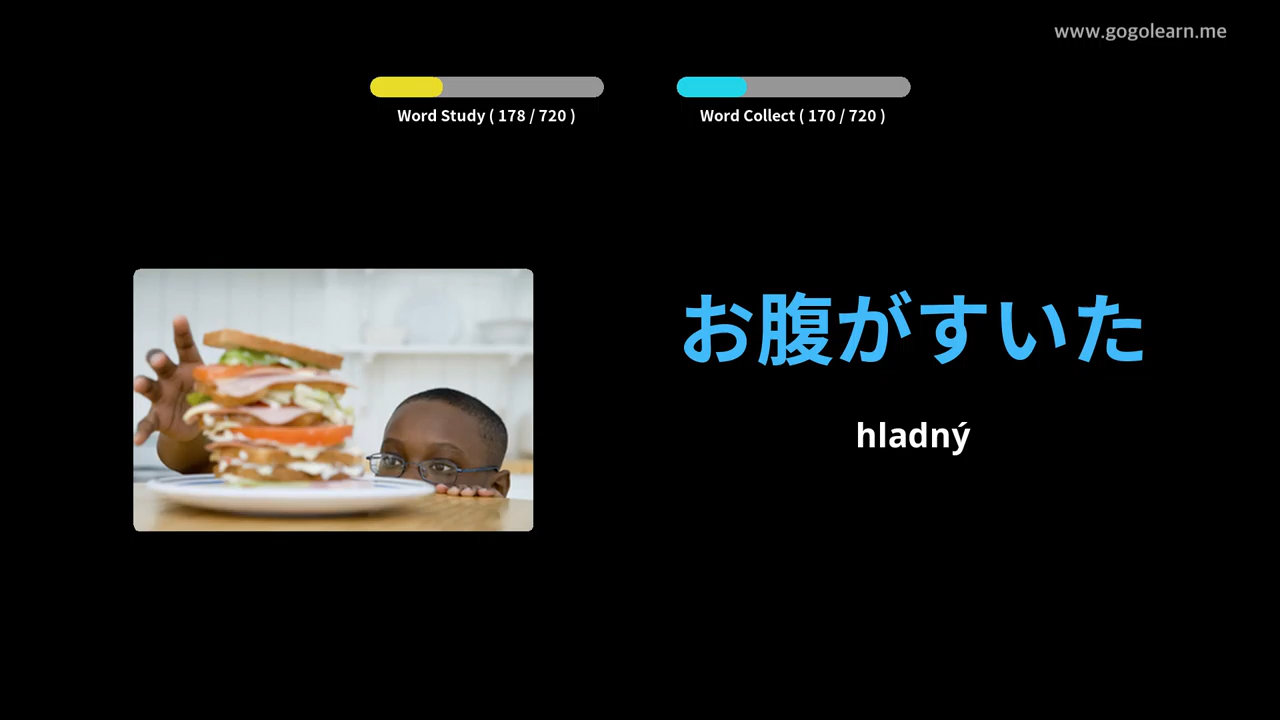 www.gogolearn.me
Word Study ( 178 / 720 )
Word Collect ( 170 / 720 )
お腹がすいた
hladný